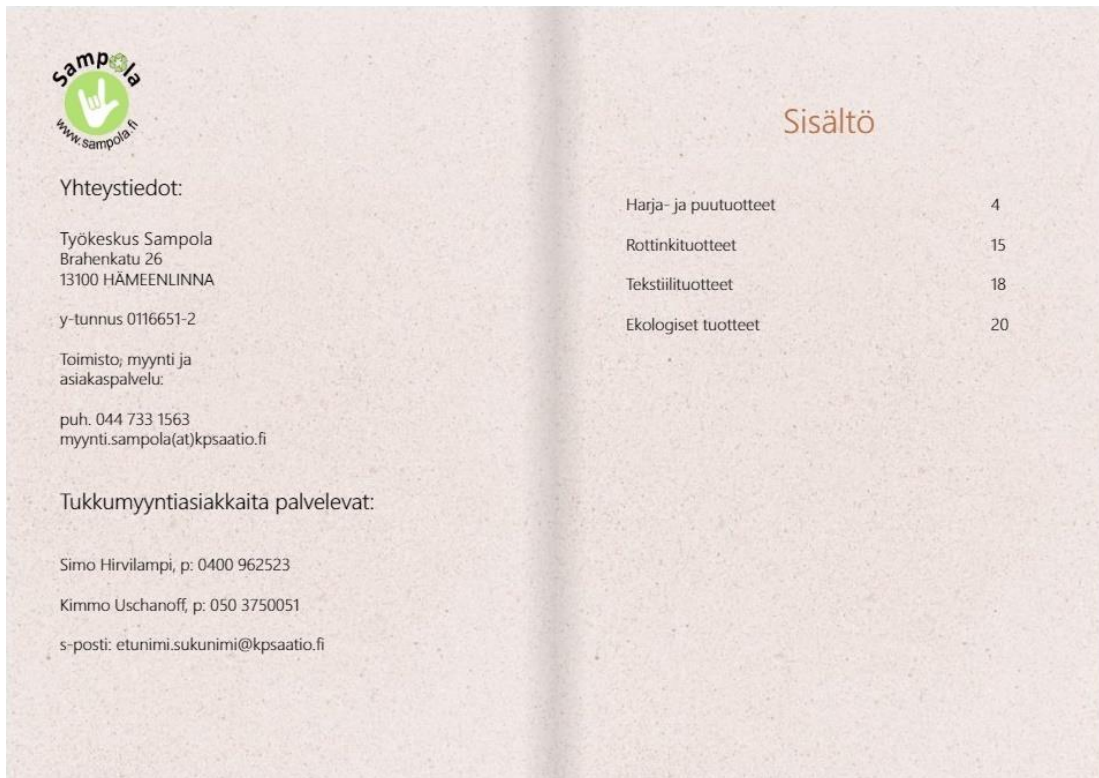 Sampola
www.sampola.fi
Yhteystiedot:
Työkeskus Sampola
Brahenkatu 26
13100 HÄMEENLINNA
y-tunnus 0116651-2
Toimisto, myynti ja
asiakaspalvelu:
puh. 044 733 1563
myynti.sampola(at)kpsaatio.fi
Tukkumyyntiasiakkaita palvelevat:
Simo Hirvilampi, p: 0400 962523
Kimmo Uschanoff, p: 050 3750051
s-posti: etunimi.sukunimi@kpsaatio.fi
Sisältö
Harja- ja puutuotteet 4
Rottinkituotteet 15
Tekstiilituotteet 18
Ekologiset tuotteet 20